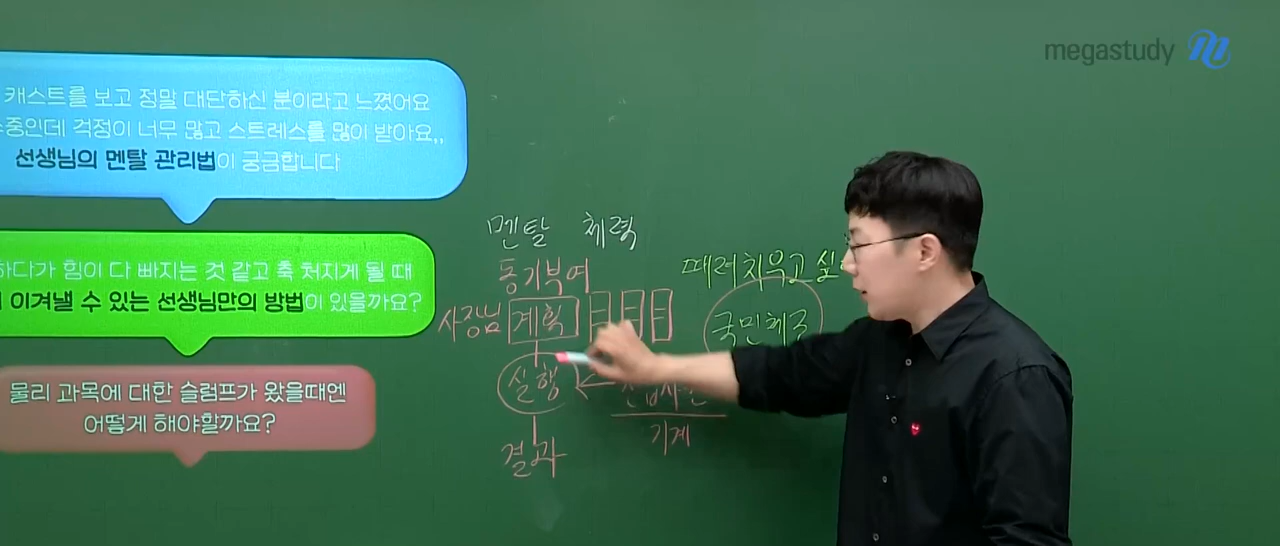 megastudy
캐스트를 보고 정말 대단하신 분이라고 느꼈어요
중인데 걱정이 너무 많고 스트레스를 많이 받아요,,
선생님의 멘탈 관리법이 궁금합니다
하다가 힘이 다 빠지는 것 같고 축 처지게 될 때
이겨낼 수 있는 선생님만의 방법이 있을까요?
물리 과목에 대한 슬럼프가 왔을때엔
어떻게 해야할까요?
멘탈 체력
동기부여
사장님 계획
실행
결과
기계
때려치우고
국민체